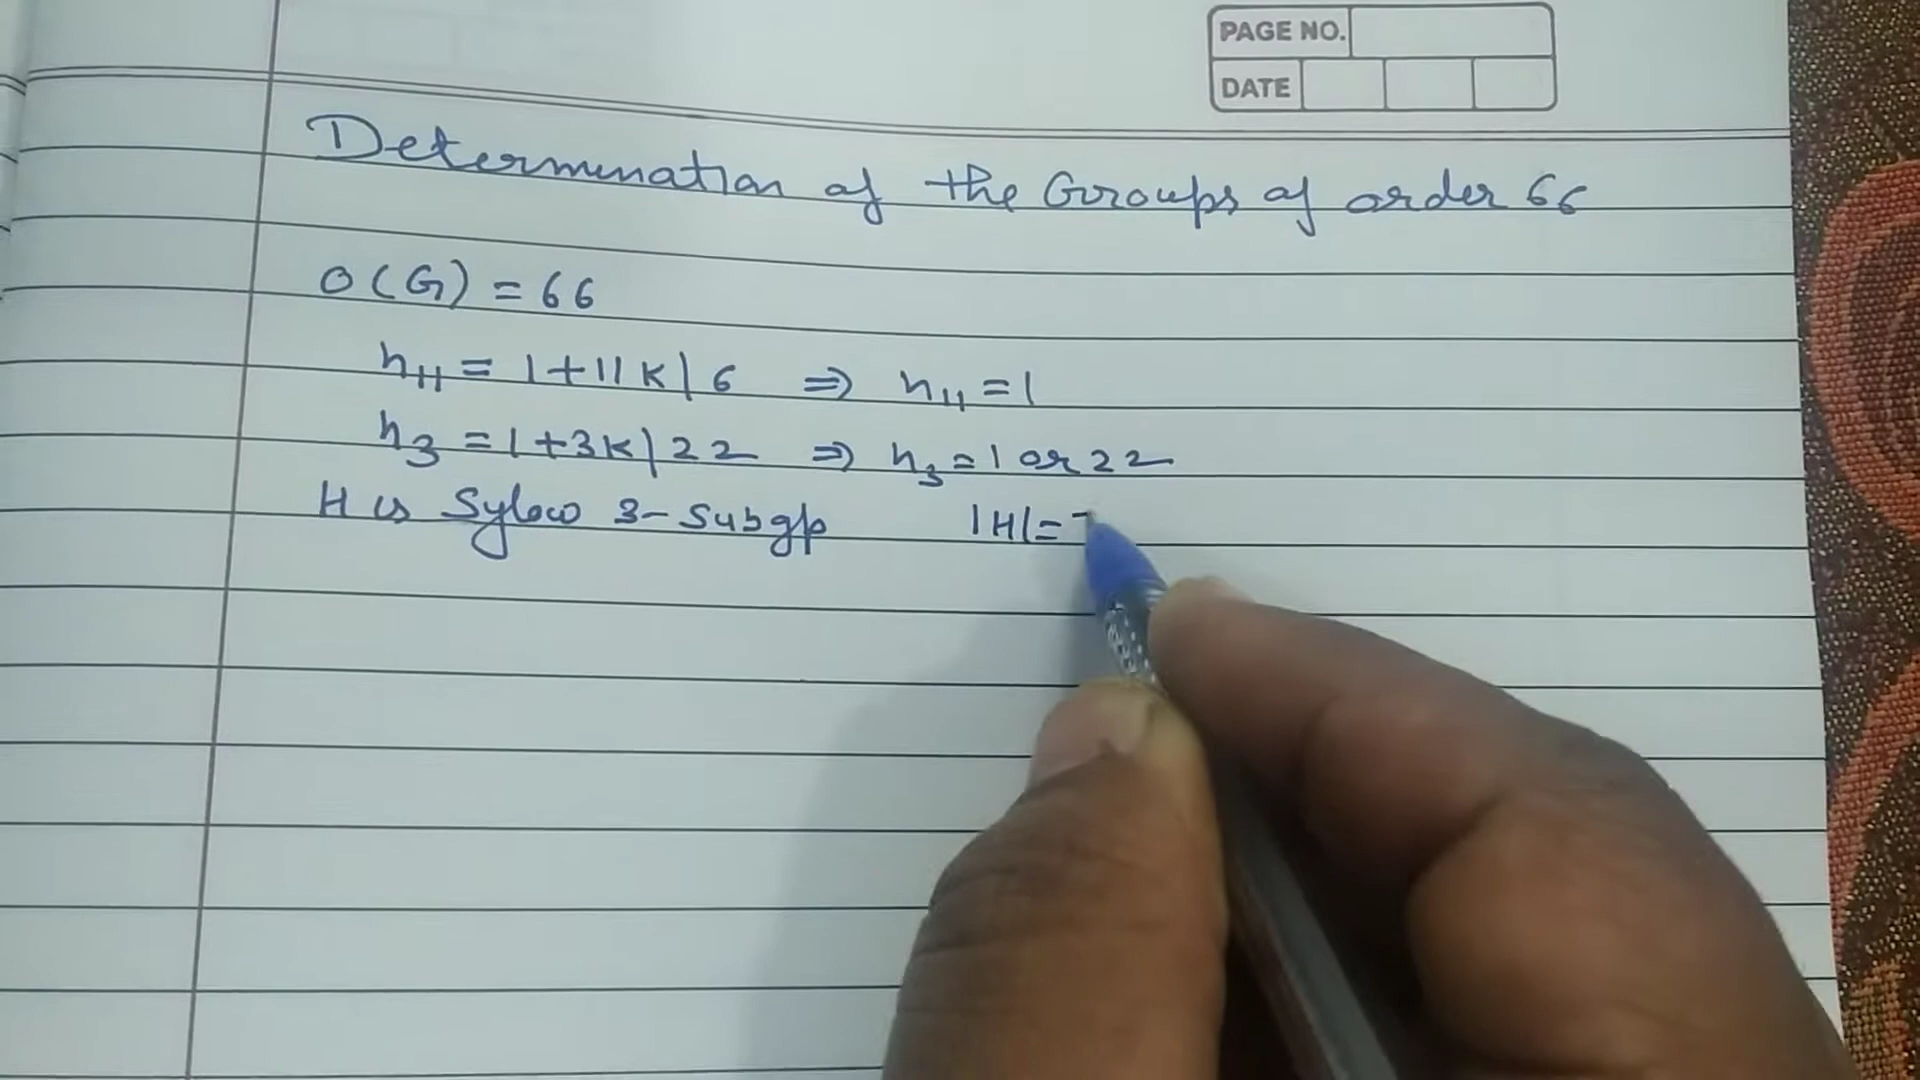 PAGE NO.
DATE
Determination of the Groups of order 66
O(G) = 66
n₁₁ = 1+11K|6 ⇒ n₁₁ = 1
n₃ = 1+3K|22 ⇒ n₃ = 1 or 22
H is Sylow 3-Subgp |H| =